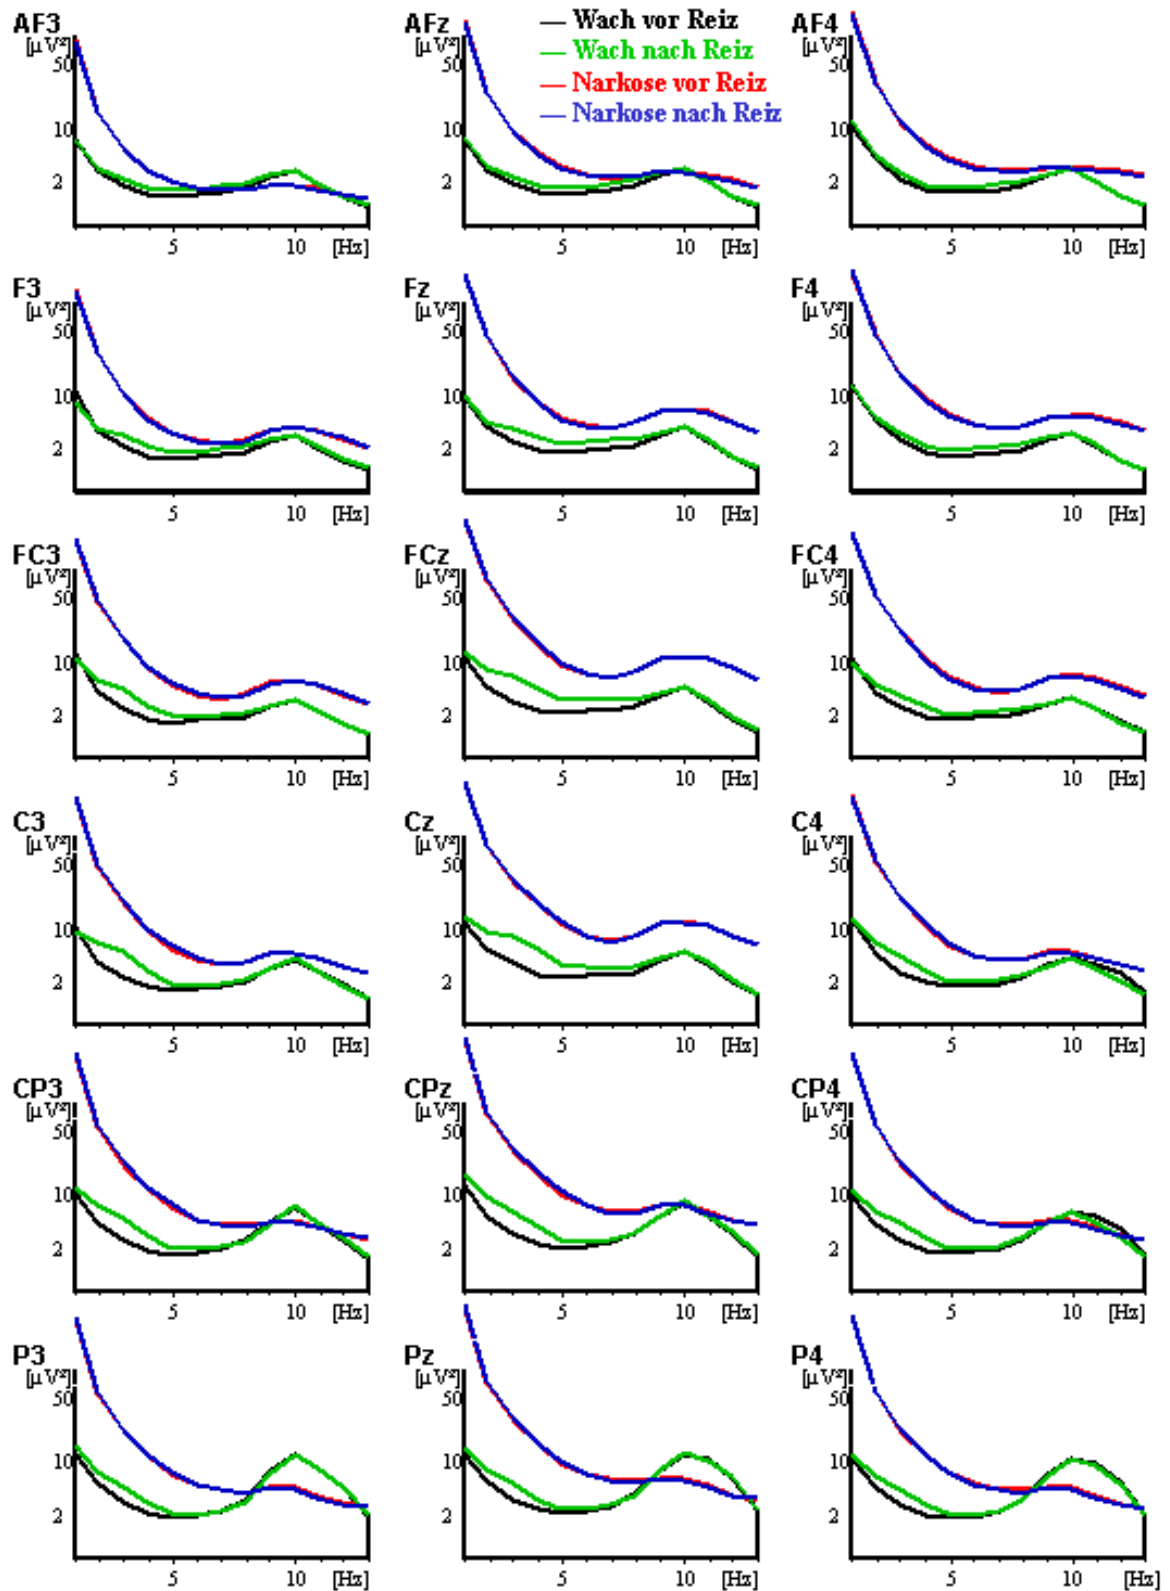 AF3 AFz AF4
[µV²] [µV²] [µV²]
Wach vor Reiz
Wach nach Reiz
Narkose vor Reiz
Narkose nach Reiz
50 50 50
10 10 10
2 2 2
5 10 [Hz] 5 10 [Hz] 5 10 [Hz]
F3 Fz F4
[µV²] [µV²] [µV²]
50 50 50
10 10 10
2 2 2
5 10 [Hz] 5 10 [Hz] 5 10 [Hz]
FC3 FCz FC4
[µV²] [µV²] [µV²]
50 50 50
10 10 10
2 2 2
5 10 [Hz] 5 10 [Hz] 5 10 [Hz]
C3 Cz C4
[µV²] [µV²] [µV²]
50 50 50
10 10 10
2 2 2
5 10 [Hz] 5 10 [Hz] 5 10 [Hz]
CP3 CPz CP4
[µV²] [µV²] [µV²]
50 50 50
10 10 10
2 2 2
5 10 [Hz] 5 10 [Hz] 5 10 [Hz]
P3 Pz P4
[µV²] [µV²] [µV²]
50 50 50
10 10 10
2 2 2
5 10 [Hz] 5 10 [Hz] 5 10 [Hz]